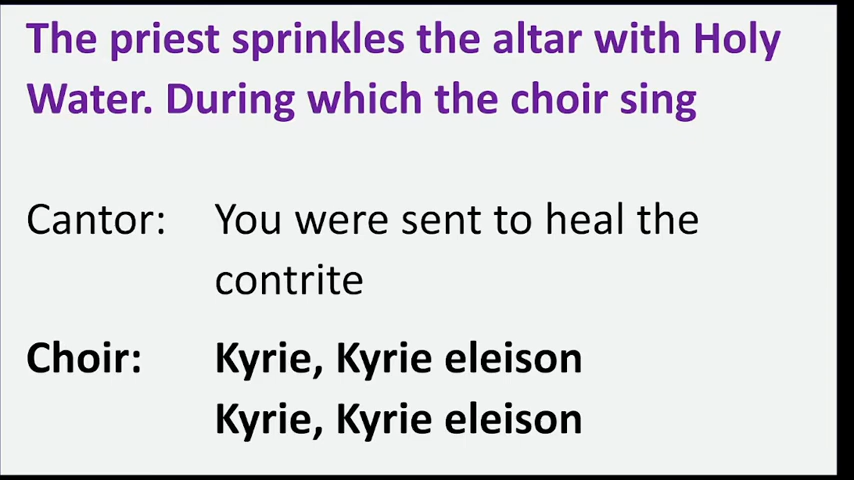 The priest sprinkles the altar with Holy
Water. During which the choir sing
Cantor: You were sent to heal the
contrite
Choir: Kyrie, Kyrie eleison
Kyrie, Kyrie eleison